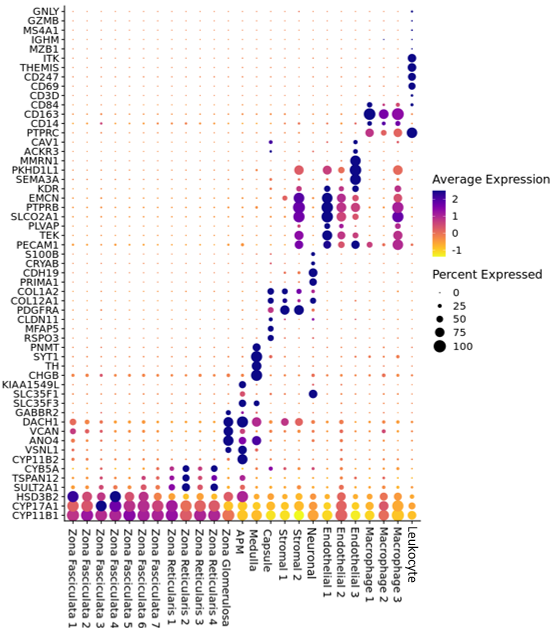 GNLY
GZMB
MS4A1
IGHM
MZB1
ITK
THEMIS
CD247
CD69
CD3D
CD84
CD163
CD14
PTPRC
CAV1
ACKR3
MMRN1
PKHD1L1
SEMA3A
KDR
EMCN
PTPRB
SLCO2A1
PLVAP
TEK
PECAM1
S100B
CRYAB
CDH19
PRIMA1
COL1A2
COL12A1
PDGFRA
CLDN11
MFAP5
RSPO3
PNMT
SYT1
TH
CHGB
KIAA1549L
SLC35F1
SLC35F3
GABBR2
DACH1
VCAN
ANO4
VSNL1
CYP11B2
CYB5A
TSPAN12
SULT2A1
HSD3B2
CYP17A1
CYP11B1
Zona Fasciculata 1
Zona Fasciculata 2
Zona Fasciculata 3
Zona Fasciculata 4
Zona Fasciculata 5
Zona Fasciculata 6
Zona Fasciculata 7
Zona Reticularis 1
Zona Reticularis 2
Zona Reticularis 3
Zona Reticularis 4
Zona Glomerulosa
APM
Medulla
Capsule
Stromal 1
Stromal 2
Neuronal
Endothelial 1
Endothelial 2
Endothelial 3
Macrophage 1
Macrophage 2
Macrophage 3
Leukocyte
Average Expression
2
1
0
-1
Percent Expressed
0
25
50
75
100